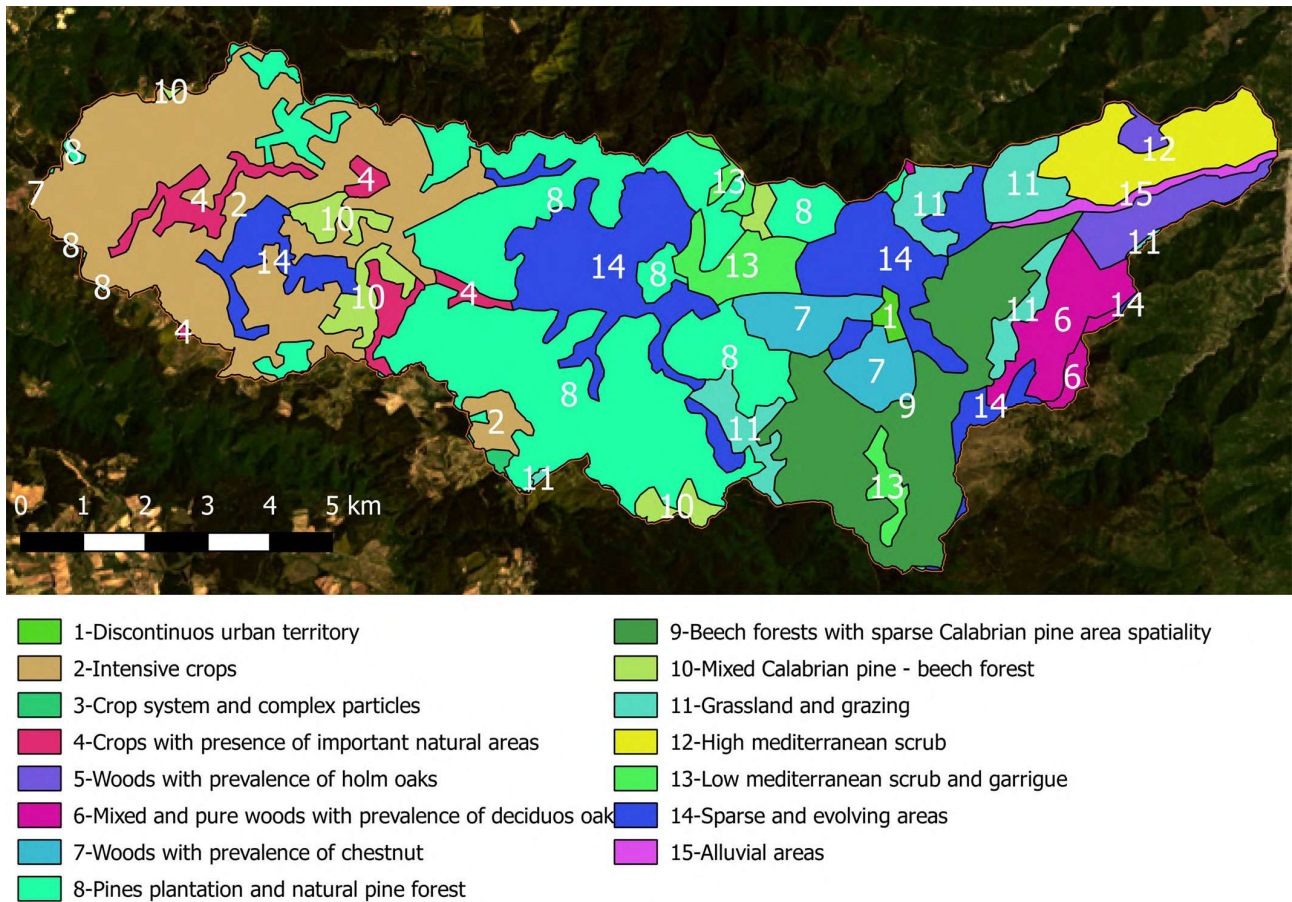 10
8
7
4
2
4
10
8
8
14
10
4
4
8
14
8
13
8
13
11
14
11
12
15
11
14
6
11
6
14
7
1
7
9
8
8
11
2
11
10
13
0 1 2 3 4 5 km
1-Discontinuos urban territory
2-Intensive crops
3-Crop system and complex particles
4-Crops with presence of important natural areas
5-Woods with prevalence of holm oaks
6-Mixed and pure woods with prevalence of deciduos oak
7-Woods with prevalence of chestnut
8-Pines plantation and natural pine forest
9-Beech forests with sparse Calabrian pine area spatiality
10-Mixed Calabrian pine - beech forest
11-Grassland and grazing
12-High mediterranean scrub
13-Low mediterranean scrub and garrigue
14-Sparse and evolving areas
15-Alluvial areas